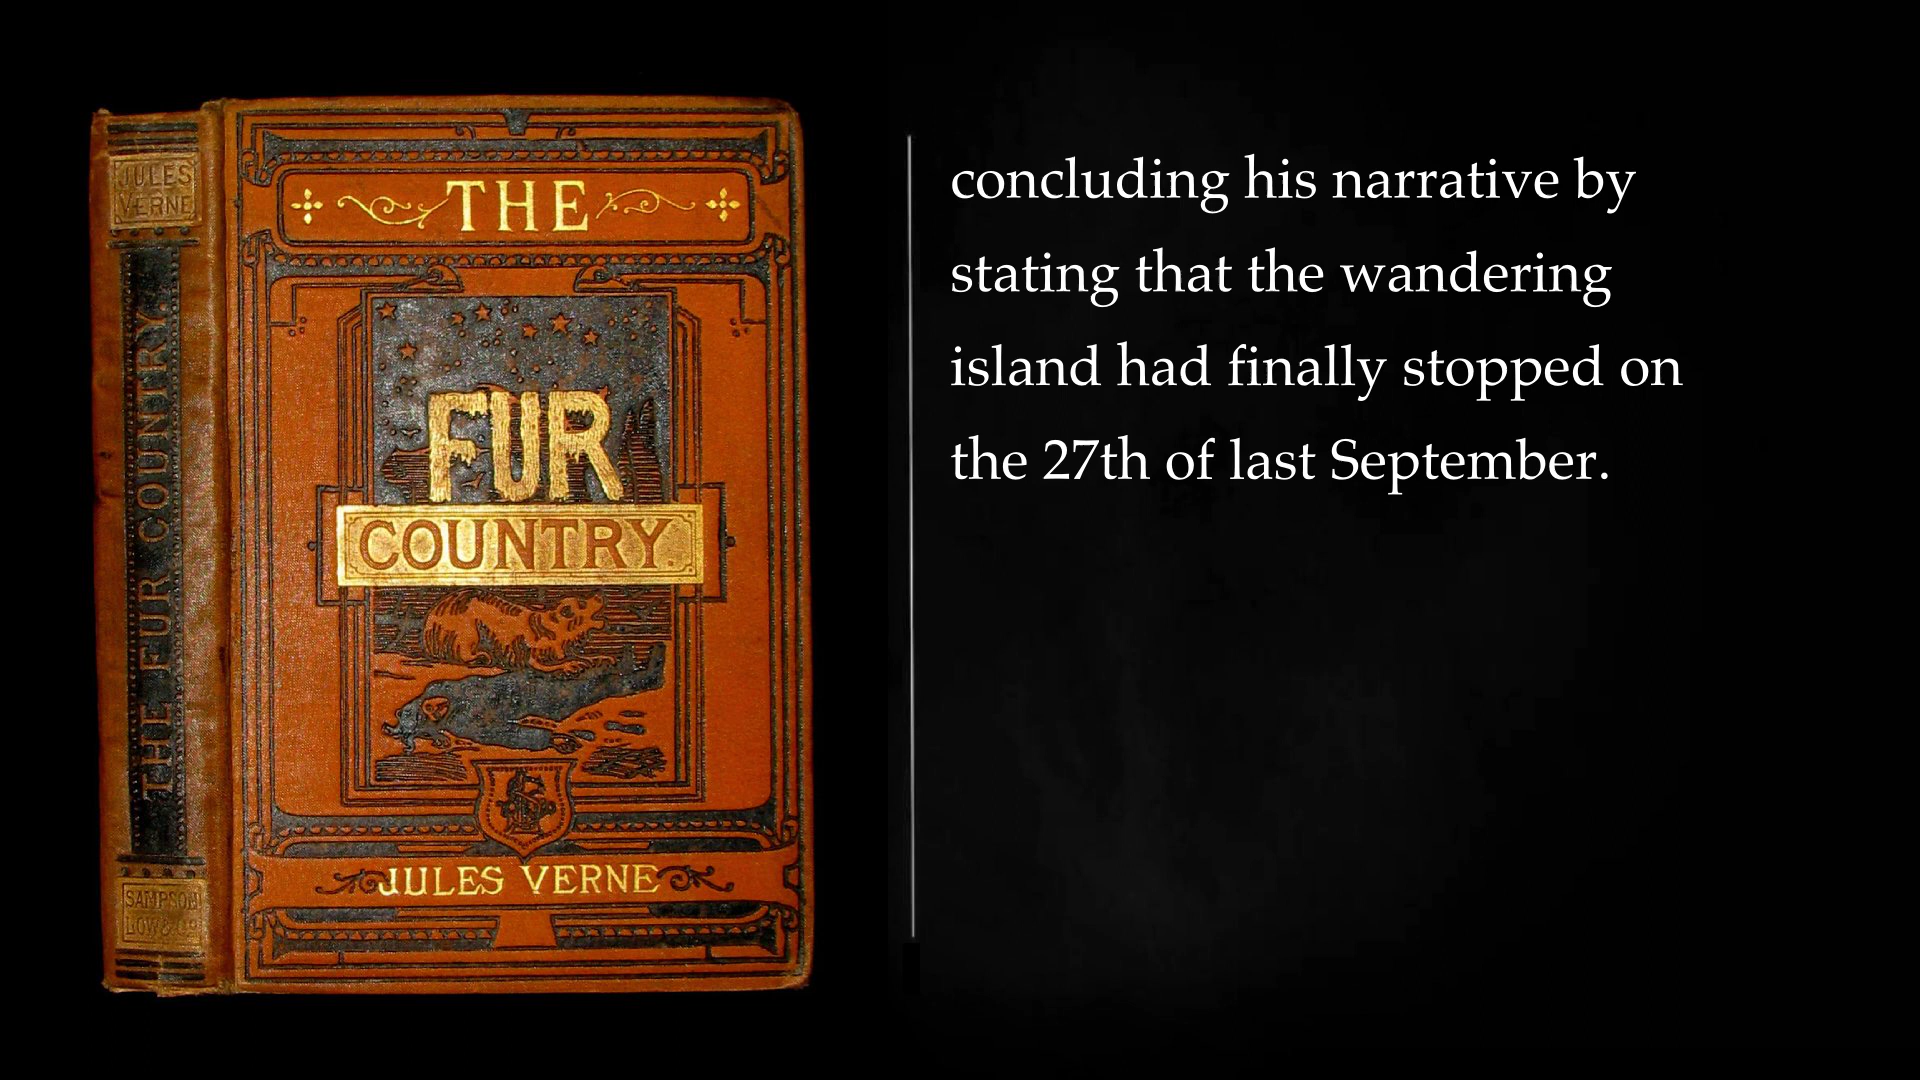 JULES
VERNE
THE FUR COUNTRY.
SAMPSON
LOW & Co
THE
FUR
COUNTRY.
JULES VERNE
concluding his narrative by
stating that the wandering
island had finally stopped on
the 27th of last September.